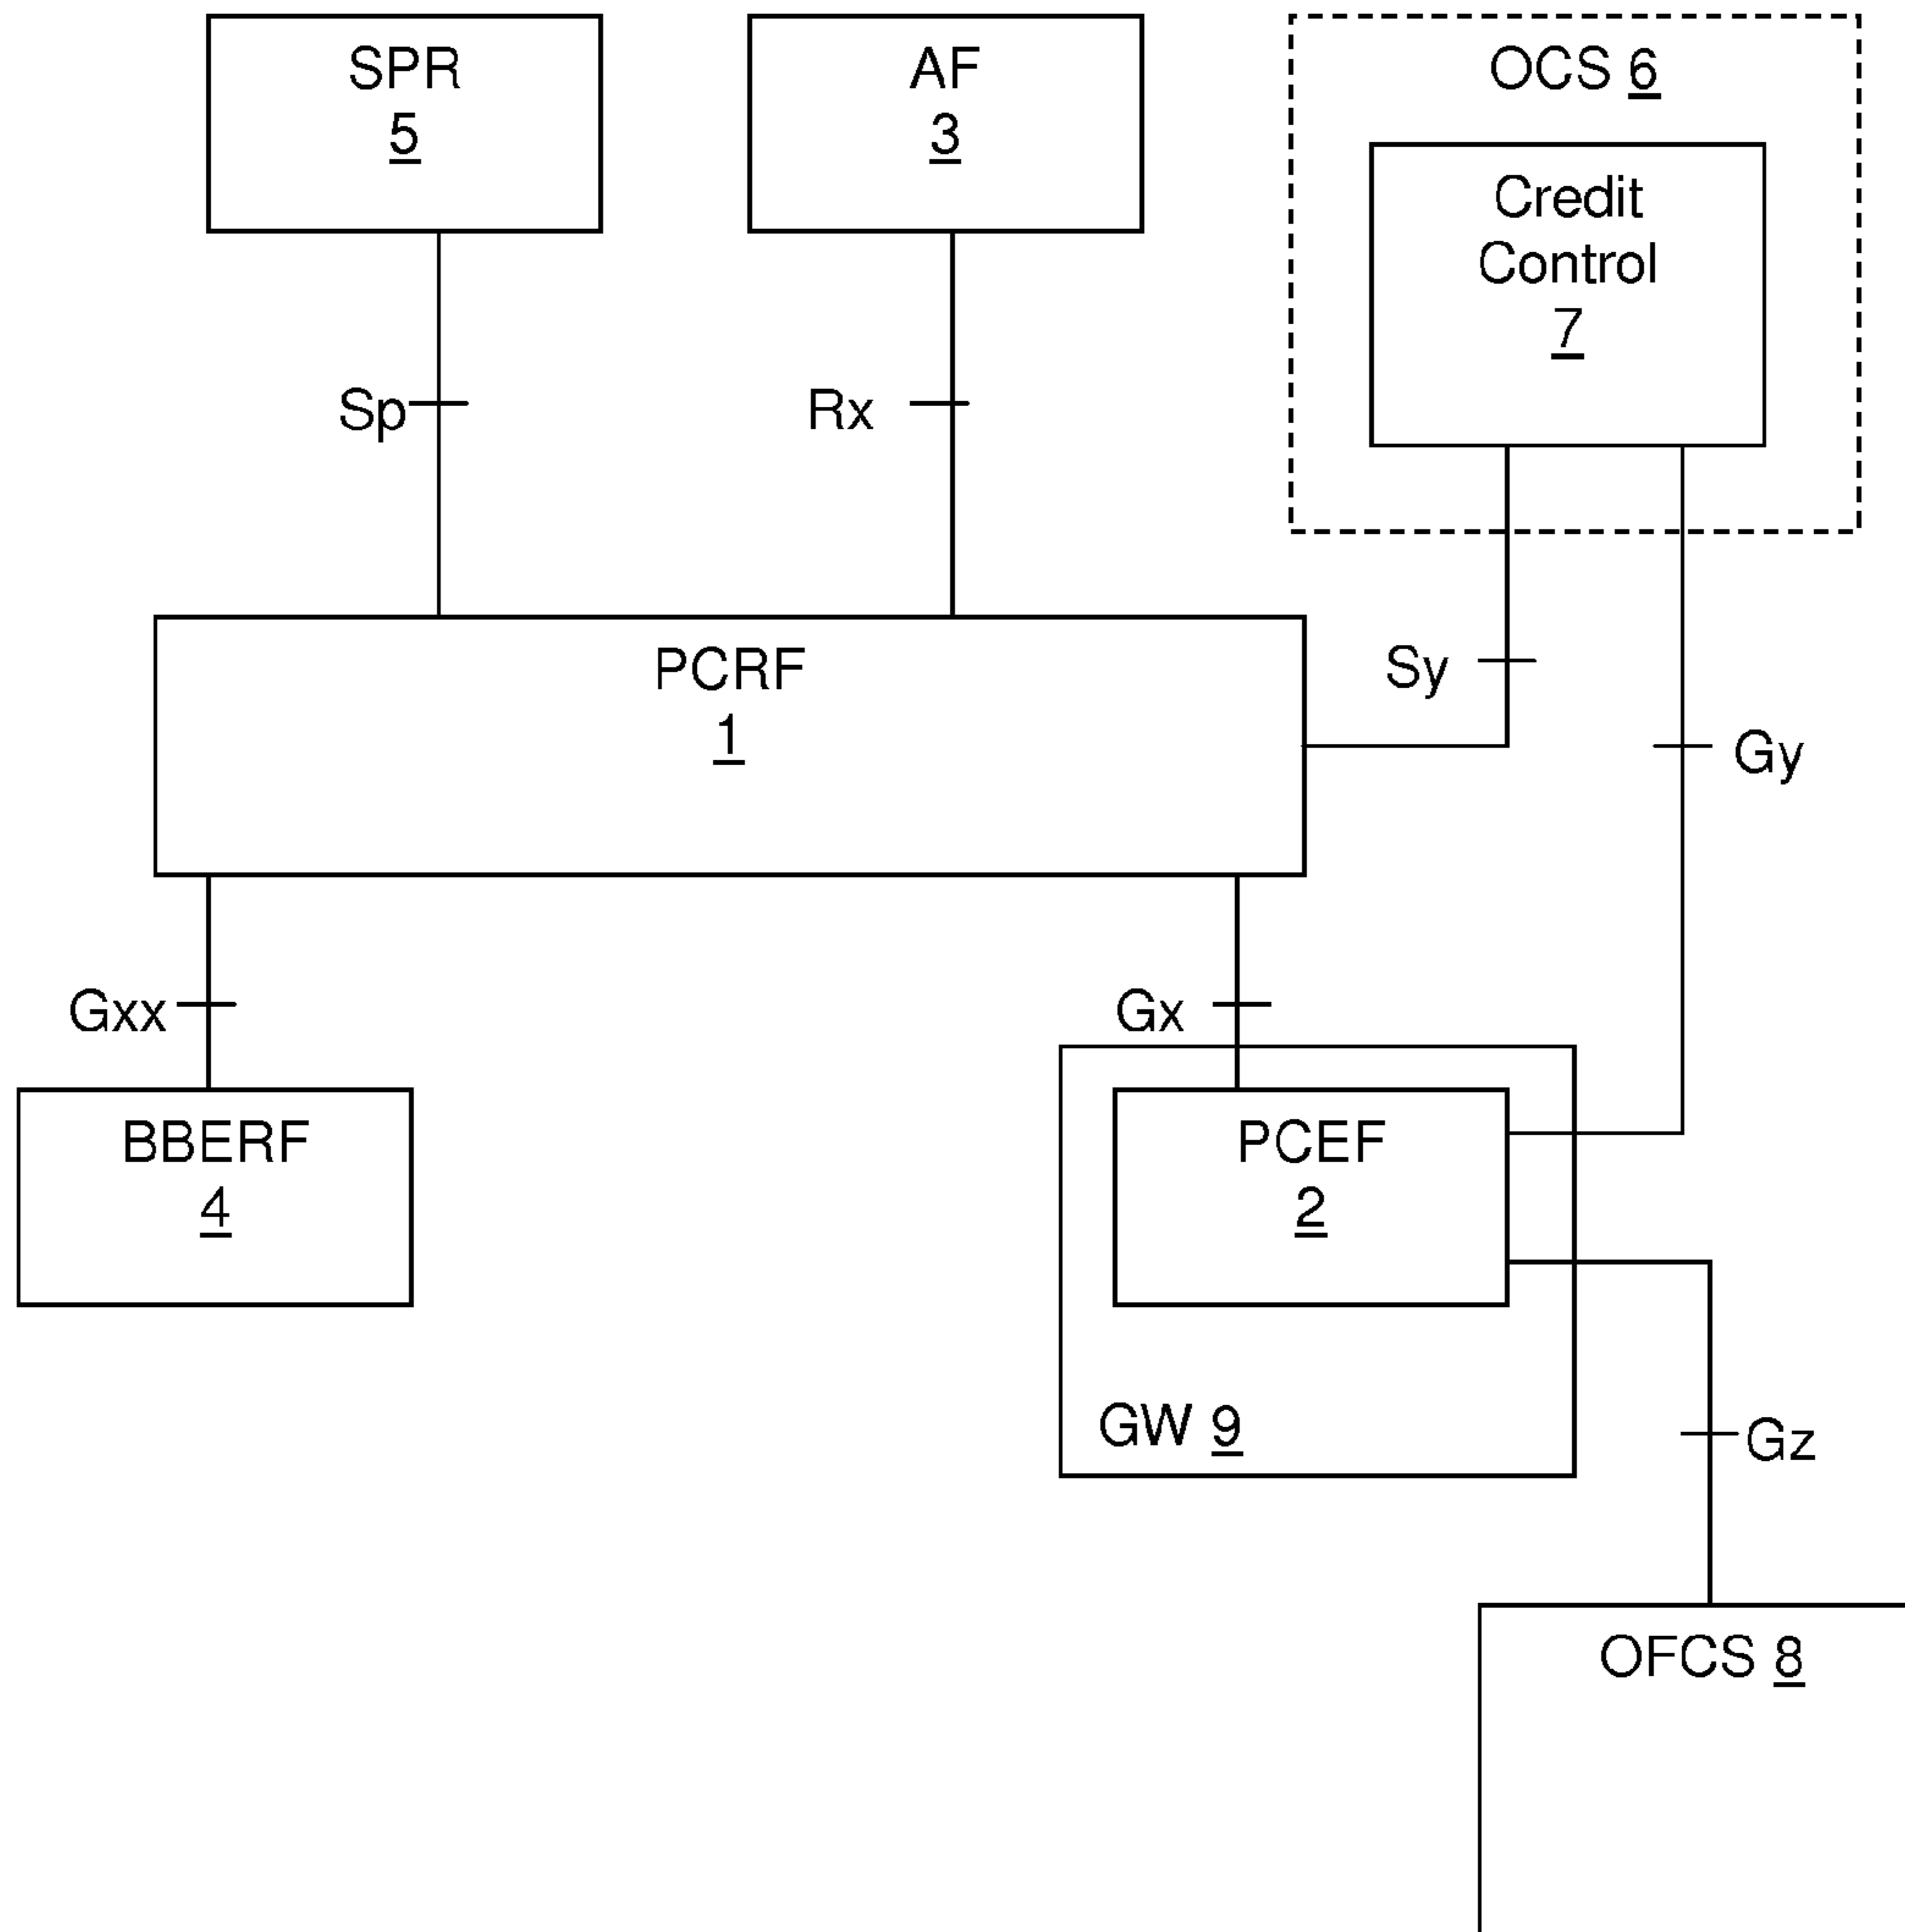 SPR
5
AF
3
OCS 6
Credit
Control
7
Sp
Rx
PCRF
1
Sy
Gy
Gxx
Gx
BBERF
4
PCEF
2
GW 9
Gz
OFCS 8